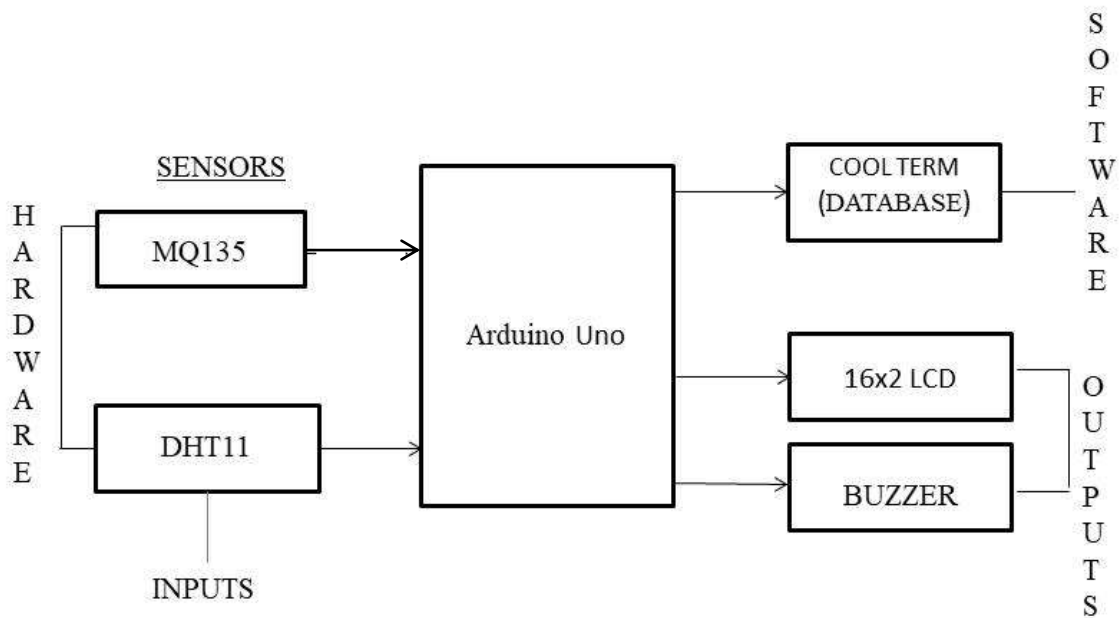 SOFTWARE
SENSORS
HARDWARE
MQ135
DHT11
INPUTS
Arduino Uno
COOL TERM
(DATABASE)
16x2 LCD
BUZZER
OUTPUTS